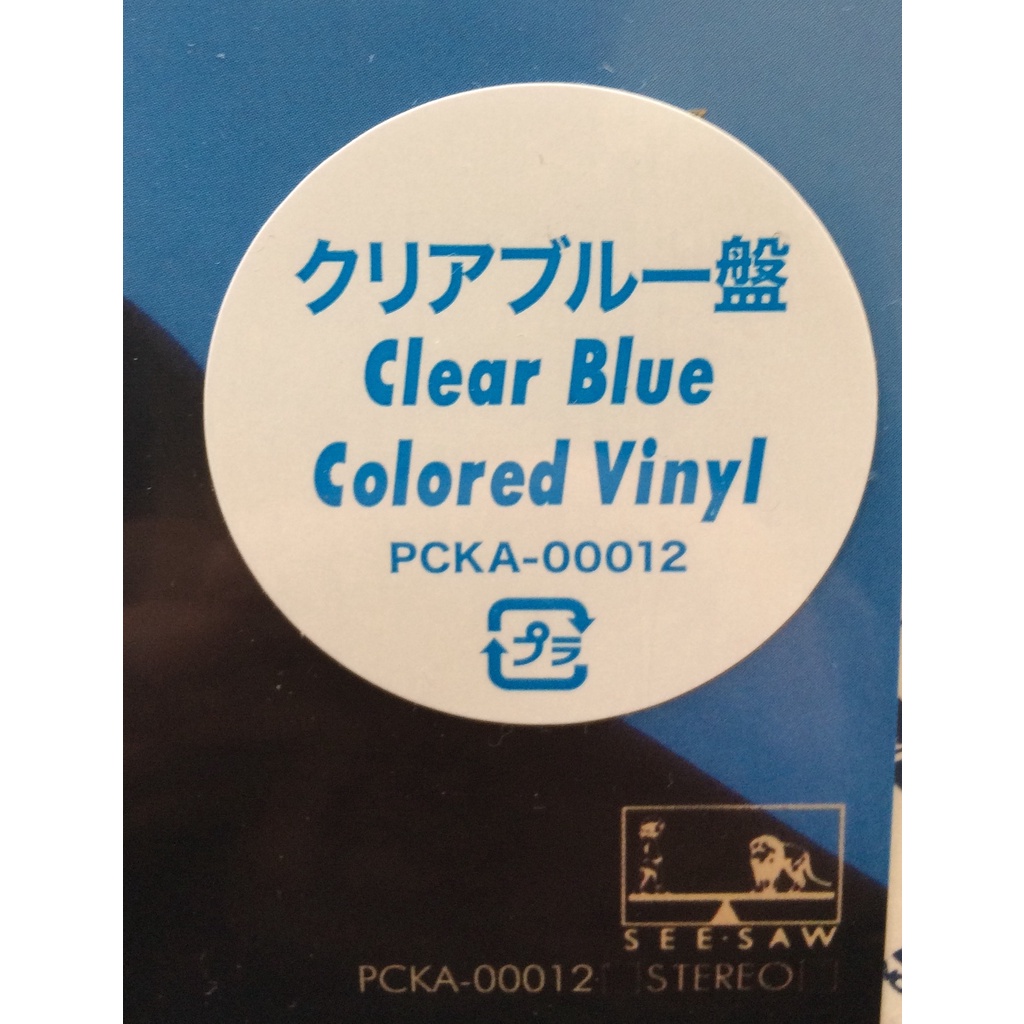 クリアブルー盤
Clear Blue
Colored Vinyl
PCKA-00012
プラ
SEE·SAW
PCKA-00012 STEREO